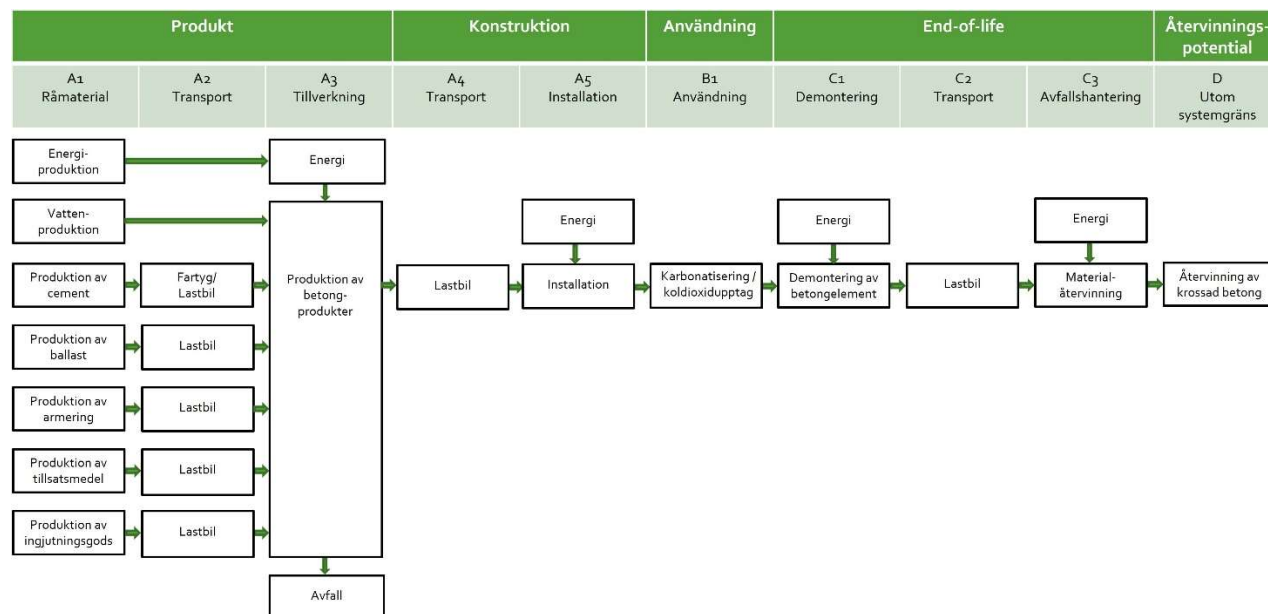 Produkt
Konstruktion
Användning
End-of-life
Återvinnings-
potential
A1
Råmaterial
A2
Transport
A3
Tillverkning
A4
Transport
A5
Installation
B1
Användning
C1
Demontering
C2
Transport
C3
Avfallshantering
D
Utom
systemgräns
Energi-
produktion
Energi
Vatten-
produktion
Energi
Energi
Energi
Produktion av
cement
Fartyg/
Lastbil
Produktion av
betong-
produkter
Lastbil
Installation
Karbonatisering /
koldioxidupptag
Demontering av
betongelement
Lastbil
Material-
återvinning
Återvinning av
krossad betong
Produktion av
ballast
Lastbil
Produktion av
armering
Lastbil
Produktion av
tillsatsmedel
Lastbil
Produktion av
ingjutningsgods
Lastbil
Avfall